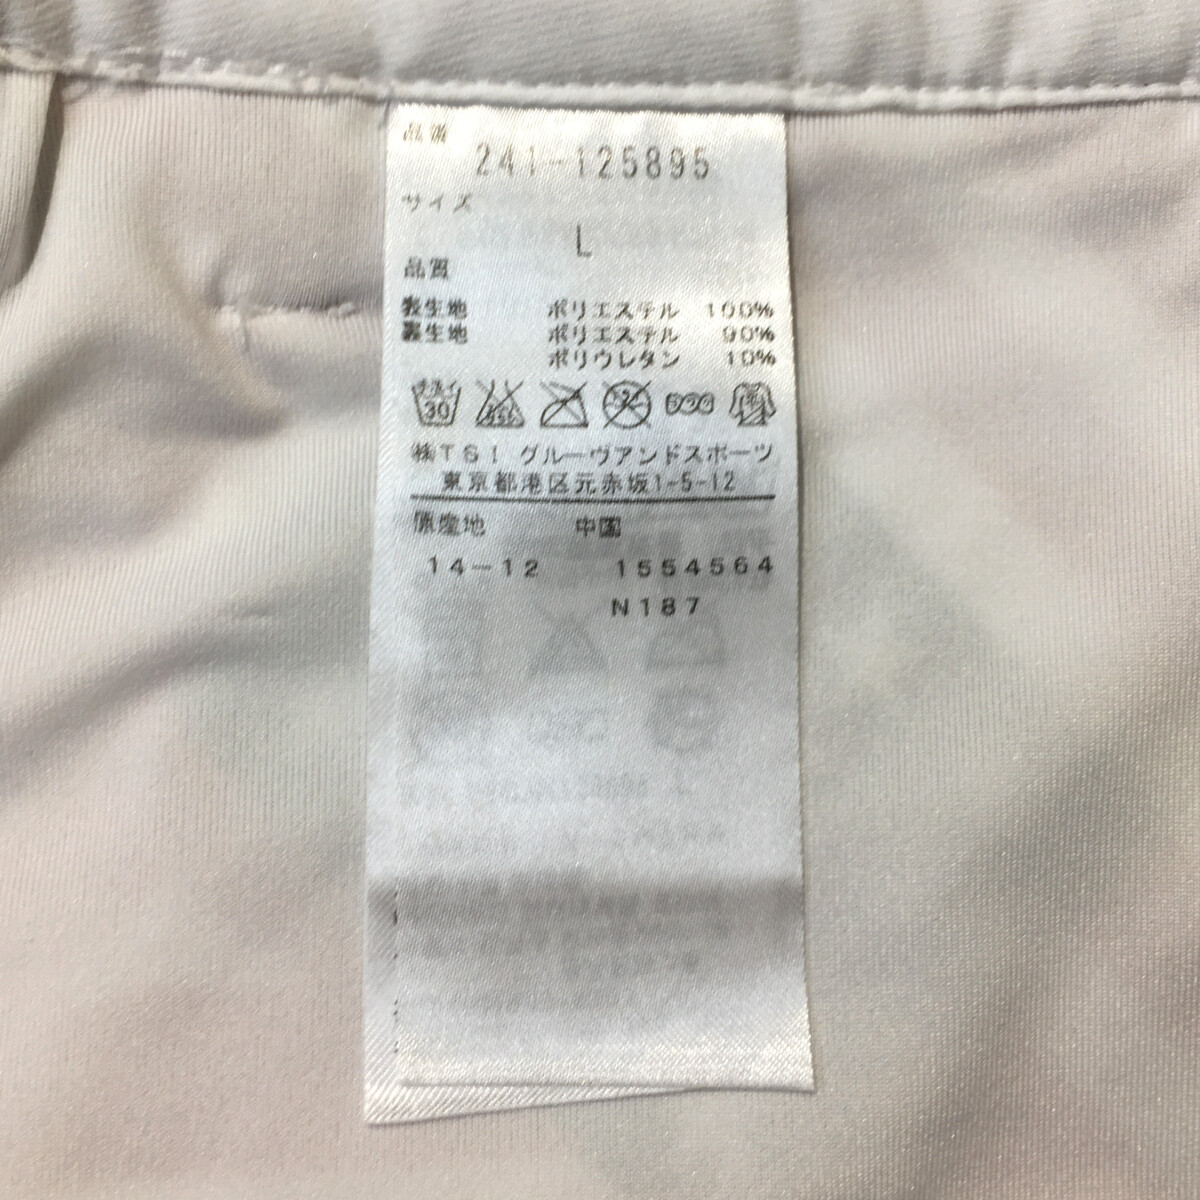 品番
241-125895
サイズ
L
品質
表生地 ポリエステル 100%
裏生地 ポリエステル 90%
ポリウレタン 10%
30
㈱TSI グルーヴアンドスポーツ
東京都港区元赤坂1-5-12
原産地 中国
14-12 1554564
N187